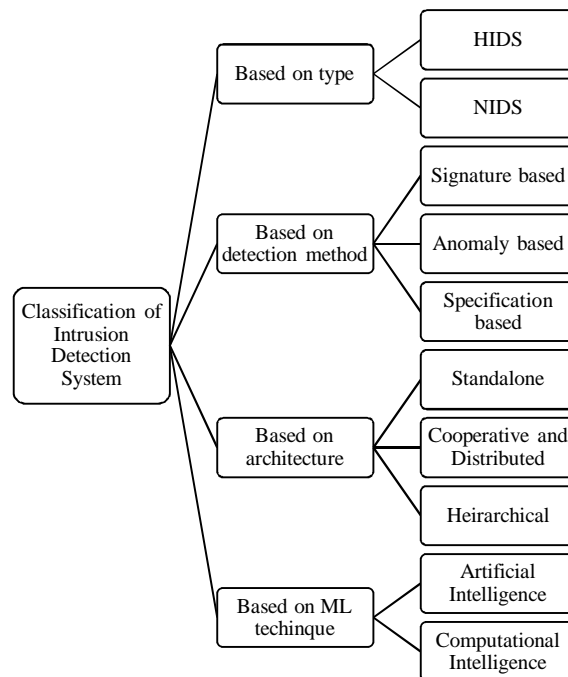 Classification of
Intrusion
Detection
System
Based on type
HIDS
NIDS
Based on
detection method
Signature based
Anomaly based
Specification
based
Based on
architecture
Standalone
Cooperative and
Distributed
Heirarchical
Based on ML
techinque
Artificial
Intelligence
Computational
Intelligence